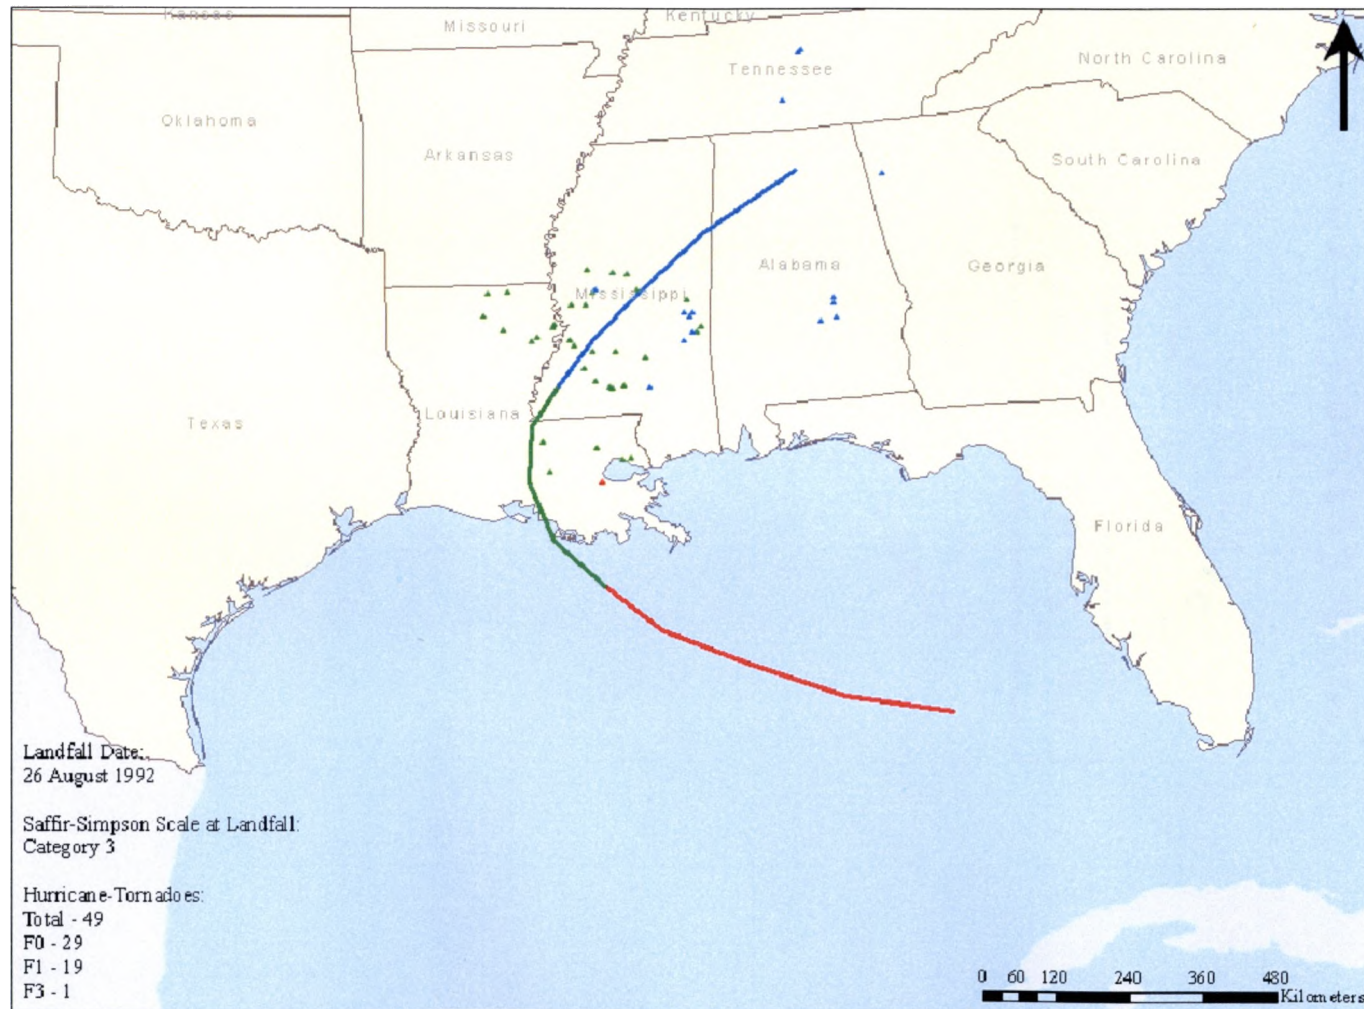 Kansas
Missouri
Kentucky
Tennessee
North Carolina
Oklahoma
Arkansas
South Carolina
Alabama
Georgia
Mississippi
Texas
Louisiana
Florida
Landfall Date:
26 August 1992
Saffir-Simpson Scale at Landfall:
Category 3
Hurricane-Tornadoes:
Total - 49
F0 - 29
F1 - 19
F3 - 1
0 60 120 240 360 480
Kilometers